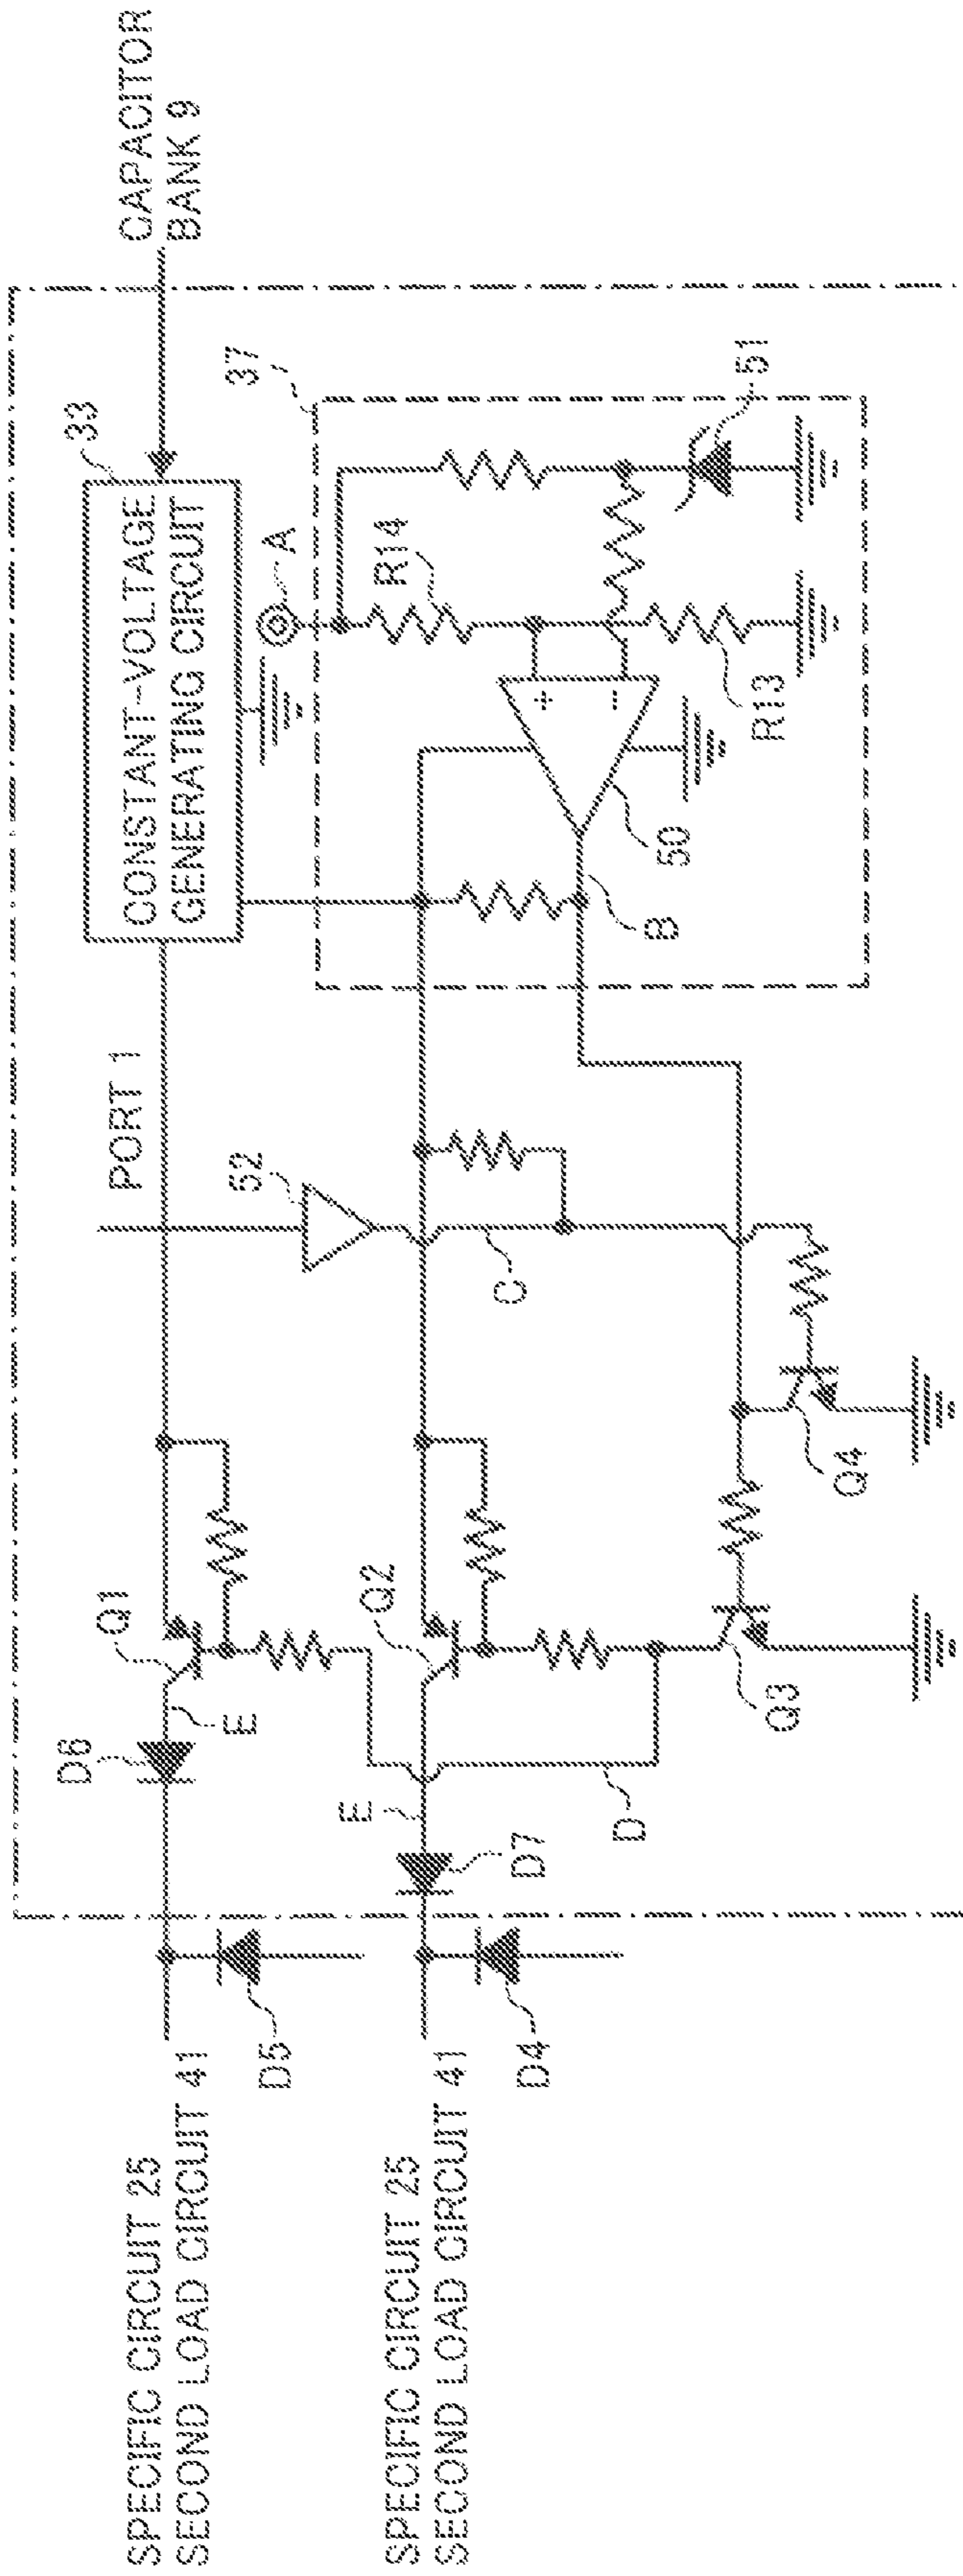 SPECIFIC CIRCUIT 25
SECOND LOAD CIRCUIT 41
SPECIFIC CIRCUIT 25
SECOND LOAD CIRCUIT 41
D5
D4
D6
E
Q1
E
D7
Q2
D
Q3
Q4
PORT 1
52
C
33
CONSTANT-VOLTAGE
GENERATING CIRCUIT
CAPACITOR
BANK 9
37
A
R14
+
−
B
50
R13
51